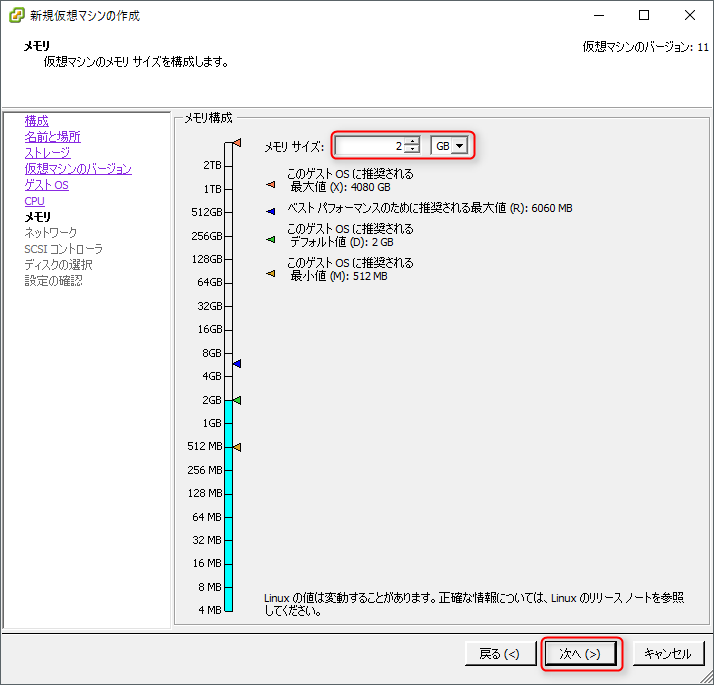 新規仮想マシンの作成
メモリ
仮想マシンのメモリ サイズを構成します。
仮想マシンのバージョン: 11
構成
名前と場所
ストレージ
仮想マシンのバージョン
ゲスト OS
CPU
メモリ
ネットワーク
SCSI コントローラ
ディスクの選択
設定の確認
メモリ構成
メモリ サイズ: 2 GB
2TB
1TB
512GB
256GB
128GB
64GB
32GB
16GB
8GB
4GB
2GB
1GB
512 MB
256 MB
128 MB
64 MB
32 MB
16 MB
8 MB
4 MB
このゲスト OS に推奨される
最大値 (X): 4080 GB
ベスト パフォーマンスのために推奨される最大値 (R): 6060 MB
このゲスト OS に推奨される
デフォルト値 (D): 2 GB
このゲスト OS に推奨される
最小値 (M): 512 MB
Linux の値は変動することがあります。正確な情報については、Linux のリリース ノートを参照
してください。
戻る (<)
次へ (>)
キャンセル